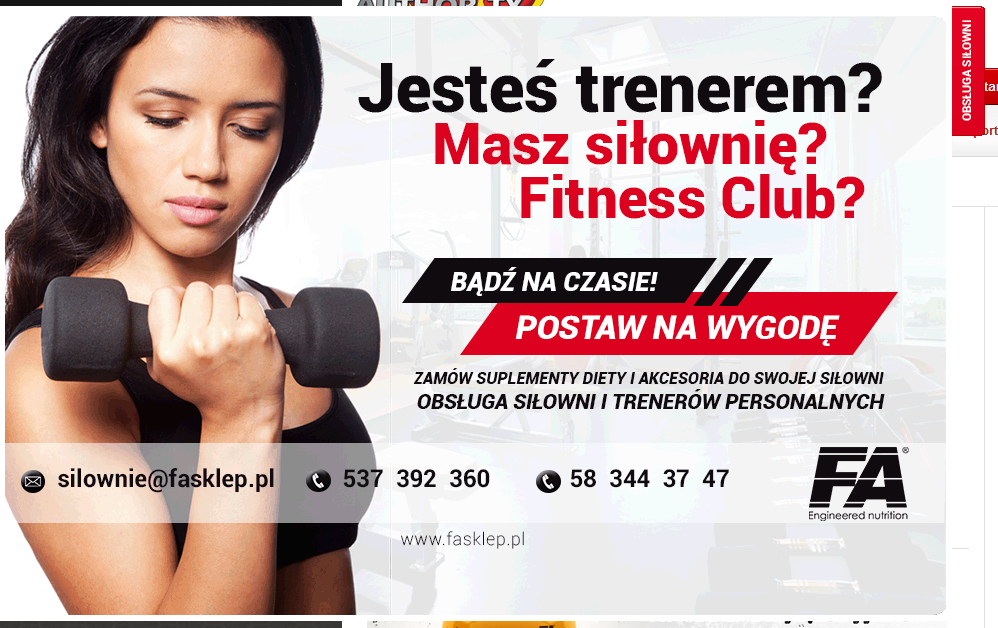 Jesteś trenerem?
Masz siłownię?
Fitness Club?
BĄDŹ NA CZASIE!
POSTAW NA WYGODĘ
ZAMÓW SUPLEMENTY DIETY I AKCESORIA DO SWOJEJ SIŁOWNI
OBSŁUGA SIŁOWNI I TRENERÓW PERSONALNYCH
silownie@fasklep.pl
537 392 360
58 344 37 47
FA®
Engineered nutrition
www.fasklep.pl
OBSŁUGA SIŁOWNI